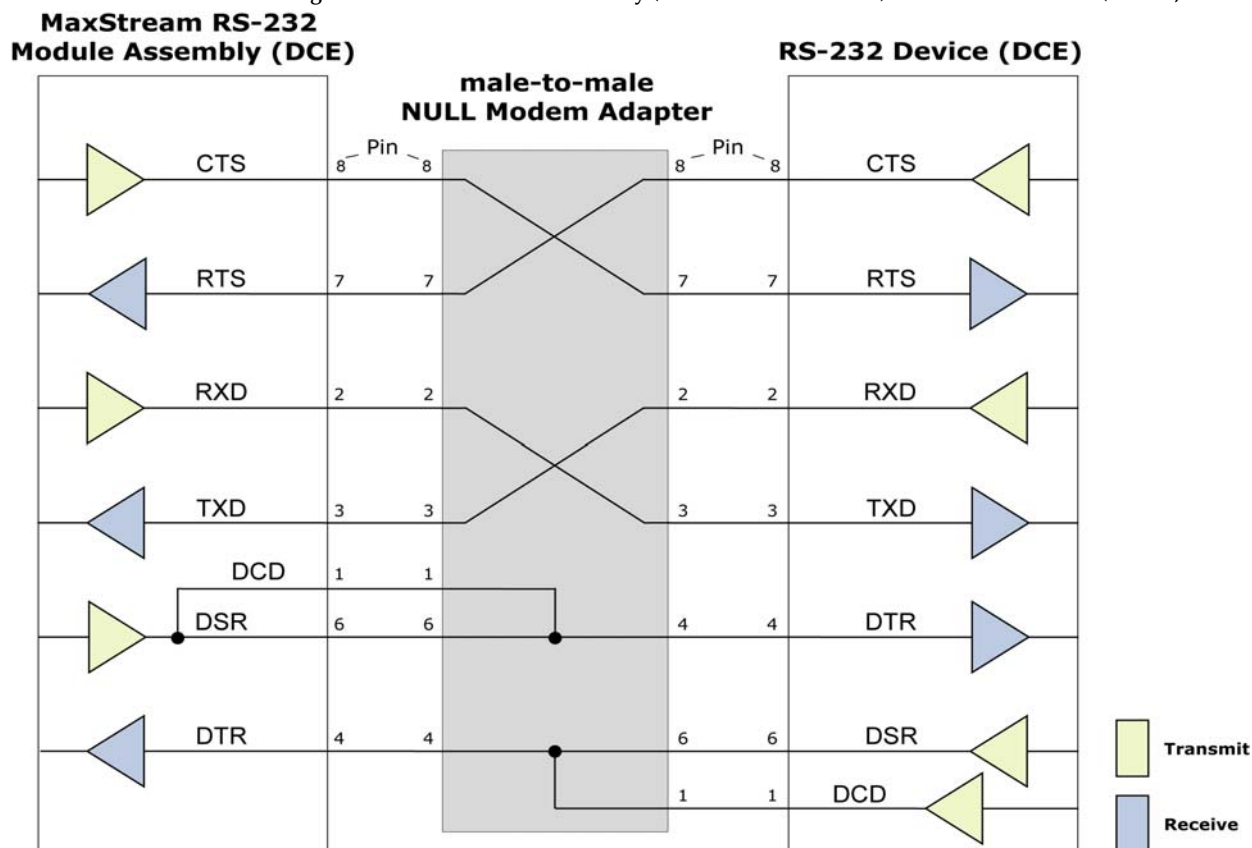 MaxStream RS-232
Module Assembly (DCE)
RS-232 Device (DCE)
male-to-male
NULL Modem Adapter
CTS 8 Pin 8 8 Pin 8 CTS
RTS 7 7 7 7 RTS
RXD 2 2 2 2 RXD
TXD 3 3 3 3 TXD
DCD 1 1
DSR 6 6 4 4 DTR
DTR 4 4 6 6 DSR
1 1 DCD
Transmit
Receive